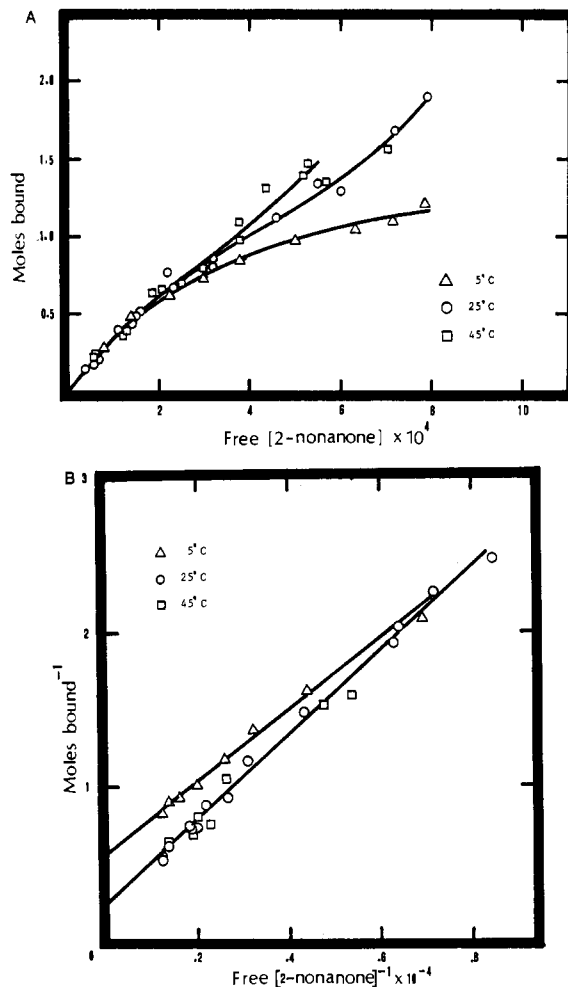 A
2.0
1.5
1.0
0.5
Moles bound
△ 5°C
○ 25°C
□ 45°C
0 2 4 6 8 10
Free [2-nonanone] × 10⁴
B
3
2
1
Moles bound⁻¹
△ 5°C
○ 25°C
□ 45°C
0 .2 .4 .6 .8
Free [2-nonanone]⁻¹ × 10⁻⁴